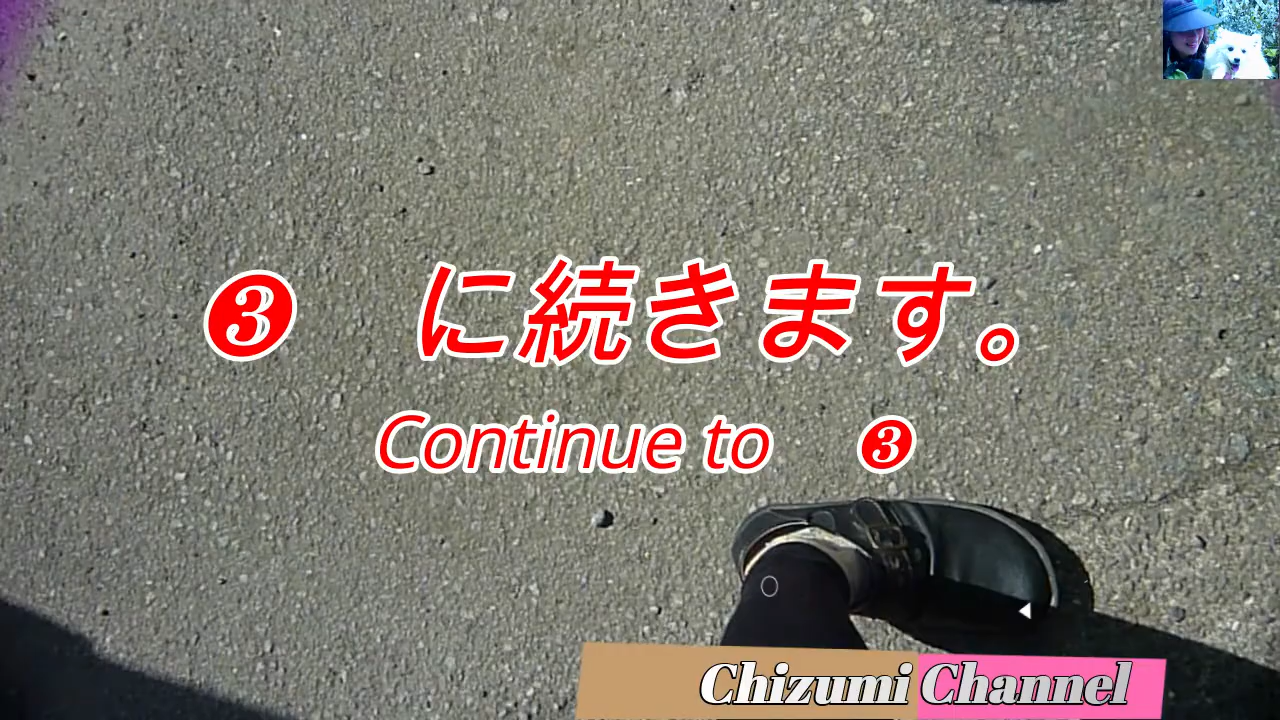 ❸ に続きます。
Continue to ❸
Chizumi Channel